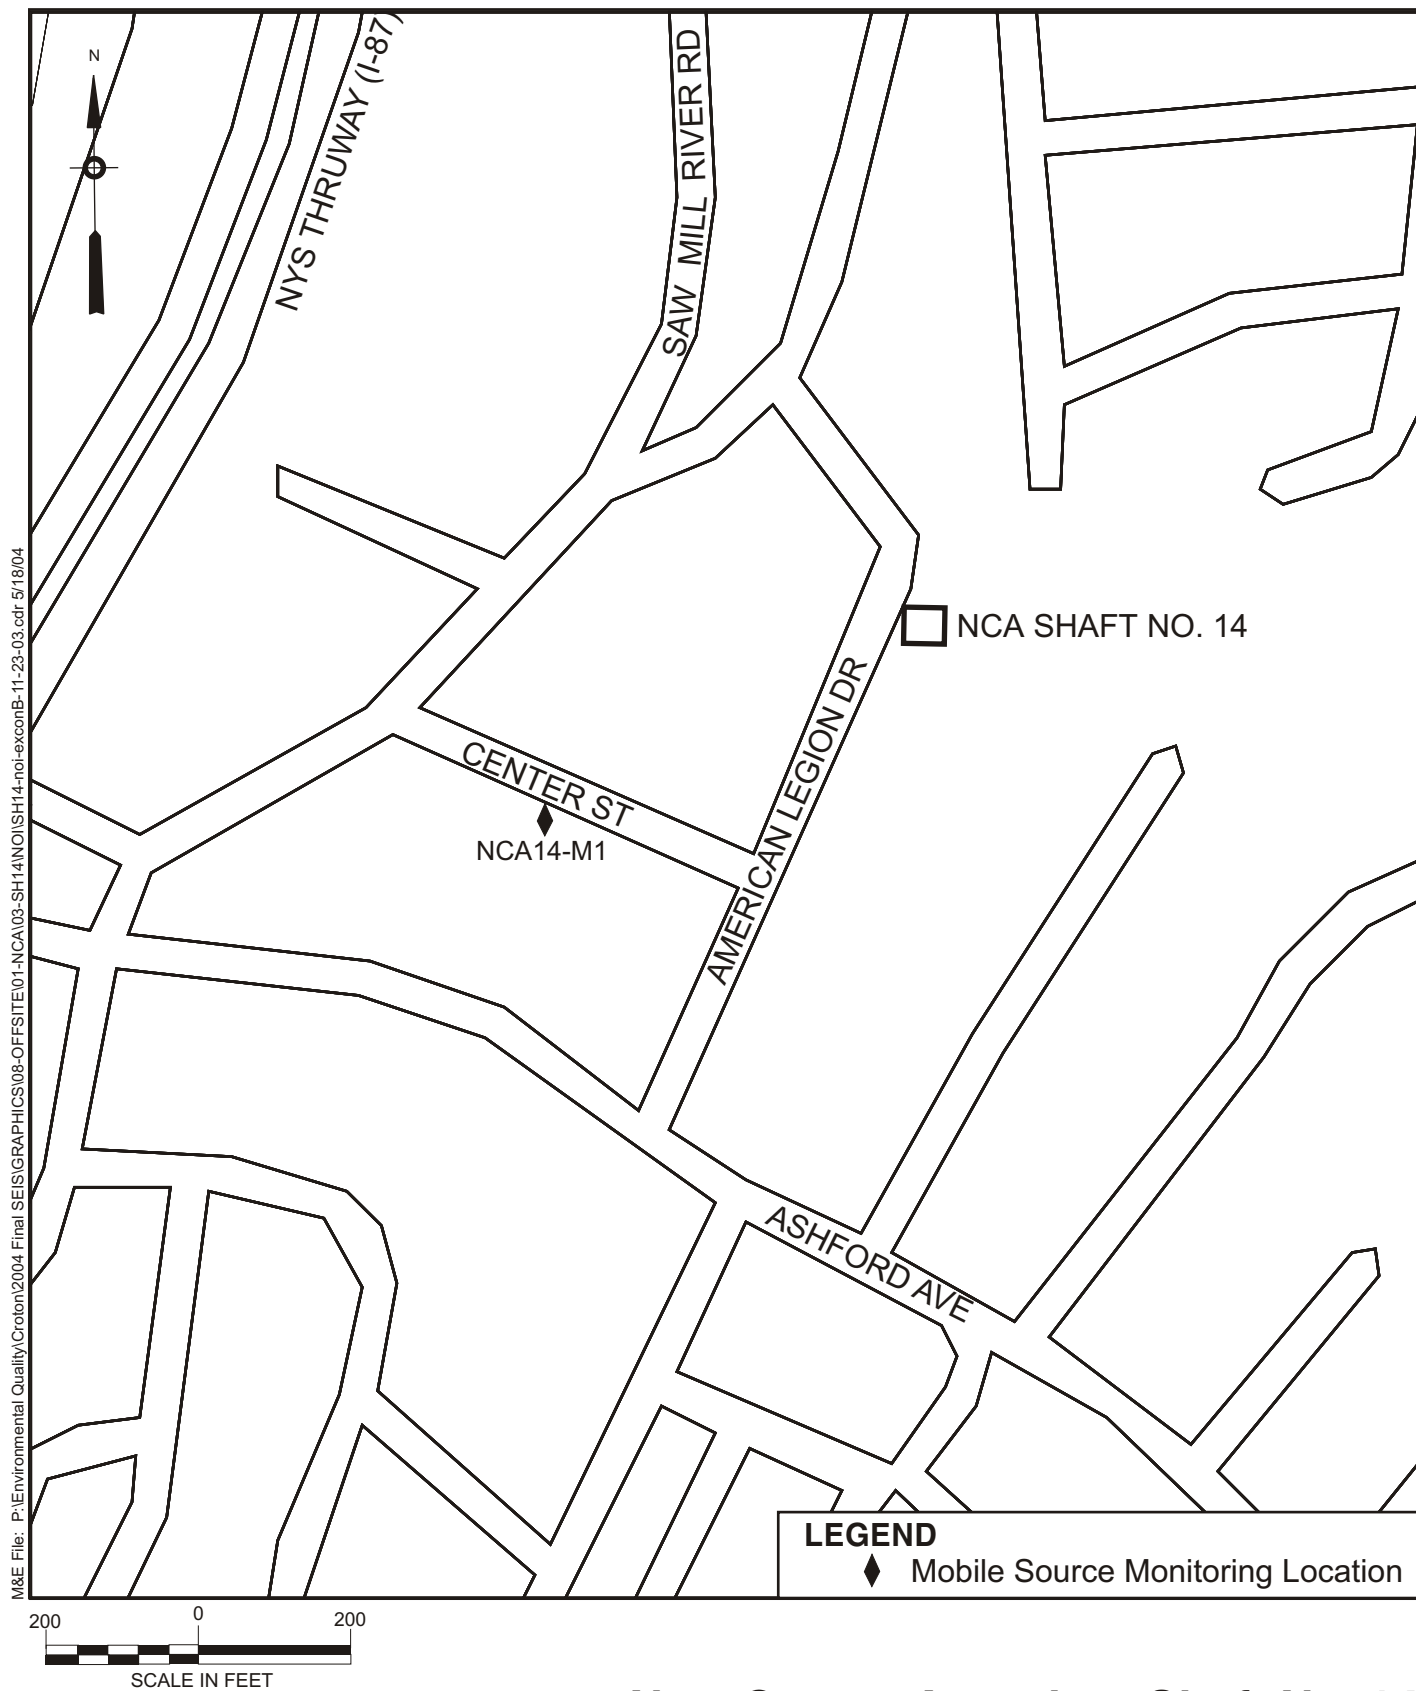 N
NYS THRUWAY (I-87)
SAW MILL RIVER RD
NCA SHAFT NO. 14
CENTER ST
NCA14-M1
AMERICAN LEGION DR
ASHFORD AVE
LEGEND
Mobile Source Monitoring Location
M&E File: P:\Environmental Quality\Croton\2004 Final SEIS\GRAPHICS\08-OFFSITE\01-NCA\03-SH14\NOI\SH14-noi-exconB-11-23-03.cdr 5/18/04
200 0 200
SCALE IN FEET